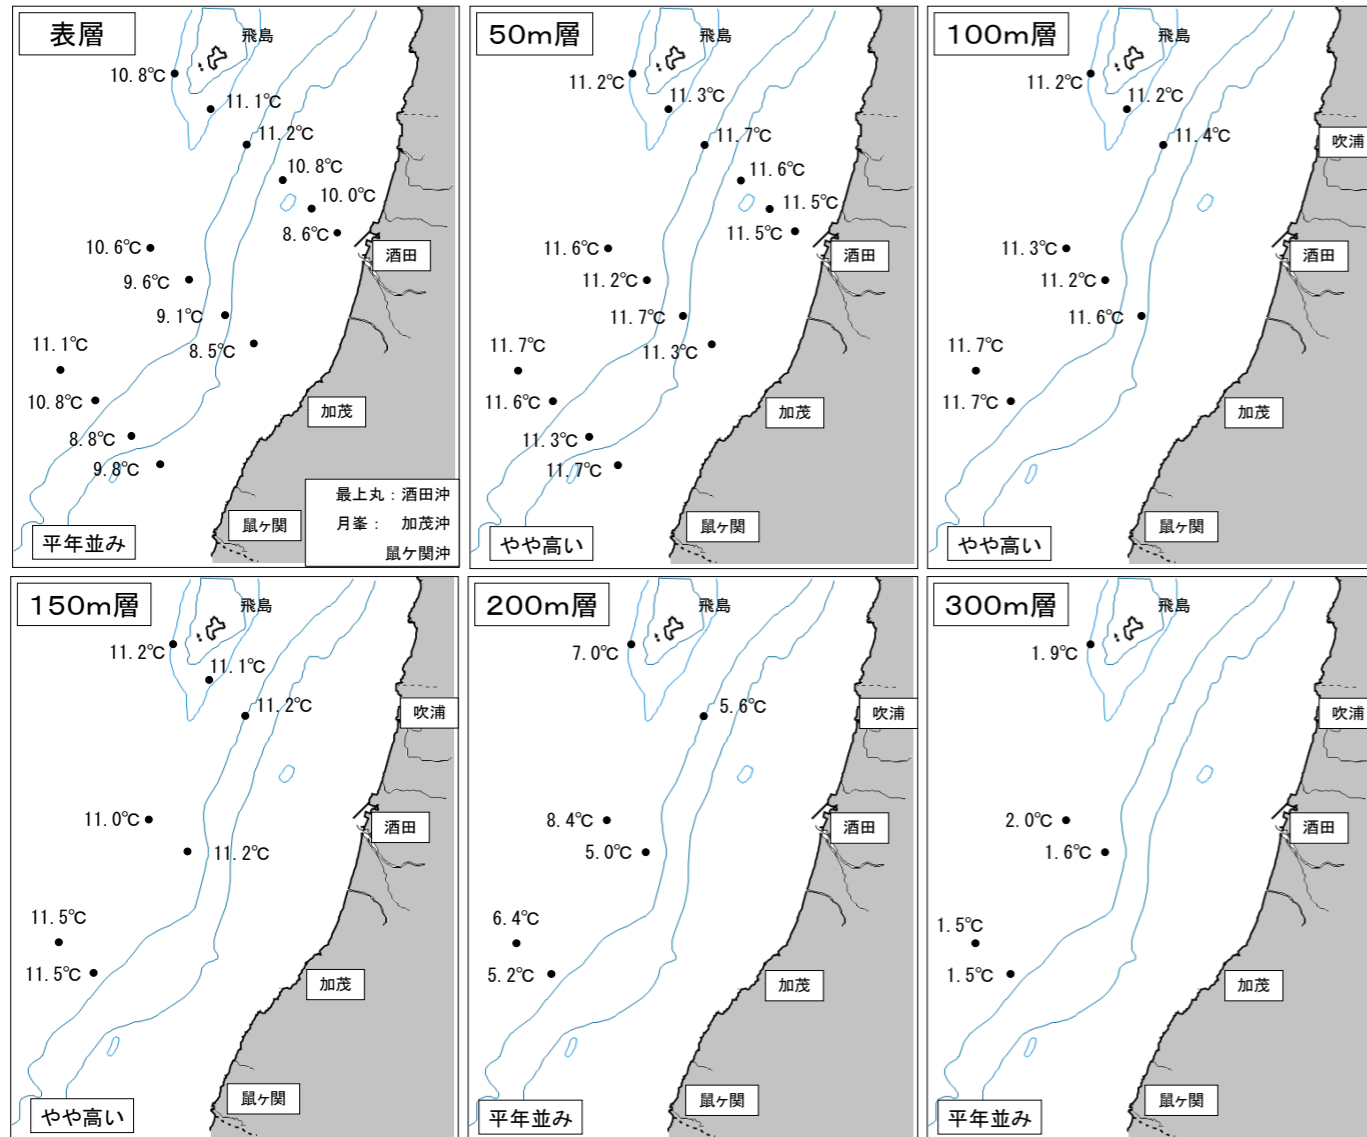 表層
飛島
10.8℃
11.1℃
11.2℃
10.8℃
10.0℃
8.6℃
酒田
10.6℃
9.6℃
9.1℃
8.5℃
11.1℃
10.8℃
加茂
8.8℃
9.8℃
最上丸：酒田沖
月峯： 加茂沖
鼠ケ関沖
鼠ヶ関
平年並み
50m層
飛島
11.2℃
11.3℃
11.7℃
11.6℃
11.5℃
11.5℃
酒田
11.6℃
11.2℃
11.7℃
11.3℃
11.7℃
11.6℃
加茂
11.3℃
11.7℃
鼠ヶ関
やや高い
100m層
飛島
11.2℃
11.2℃
11.4℃
吹浦
11.3℃
酒田
11.2℃
11.6℃
11.7℃
11.7℃
加茂
鼠ヶ関
やや高い
150m層
飛島
11.2℃
11.1℃
11.2℃
吹浦
11.0℃
酒田
11.2℃
11.5℃
11.5℃
加茂
鼠ヶ関
やや高い
200m層
飛島
7.0℃
5.6℃
吹浦
8.4℃
酒田
5.0℃
6.4℃
5.2℃
加茂
鼠ヶ関
平年並み
300m層
飛島
1.9℃
吹浦
2.0℃
酒田
1.6℃
1.5℃
1.5℃
加茂
鼠ヶ関
平年並み